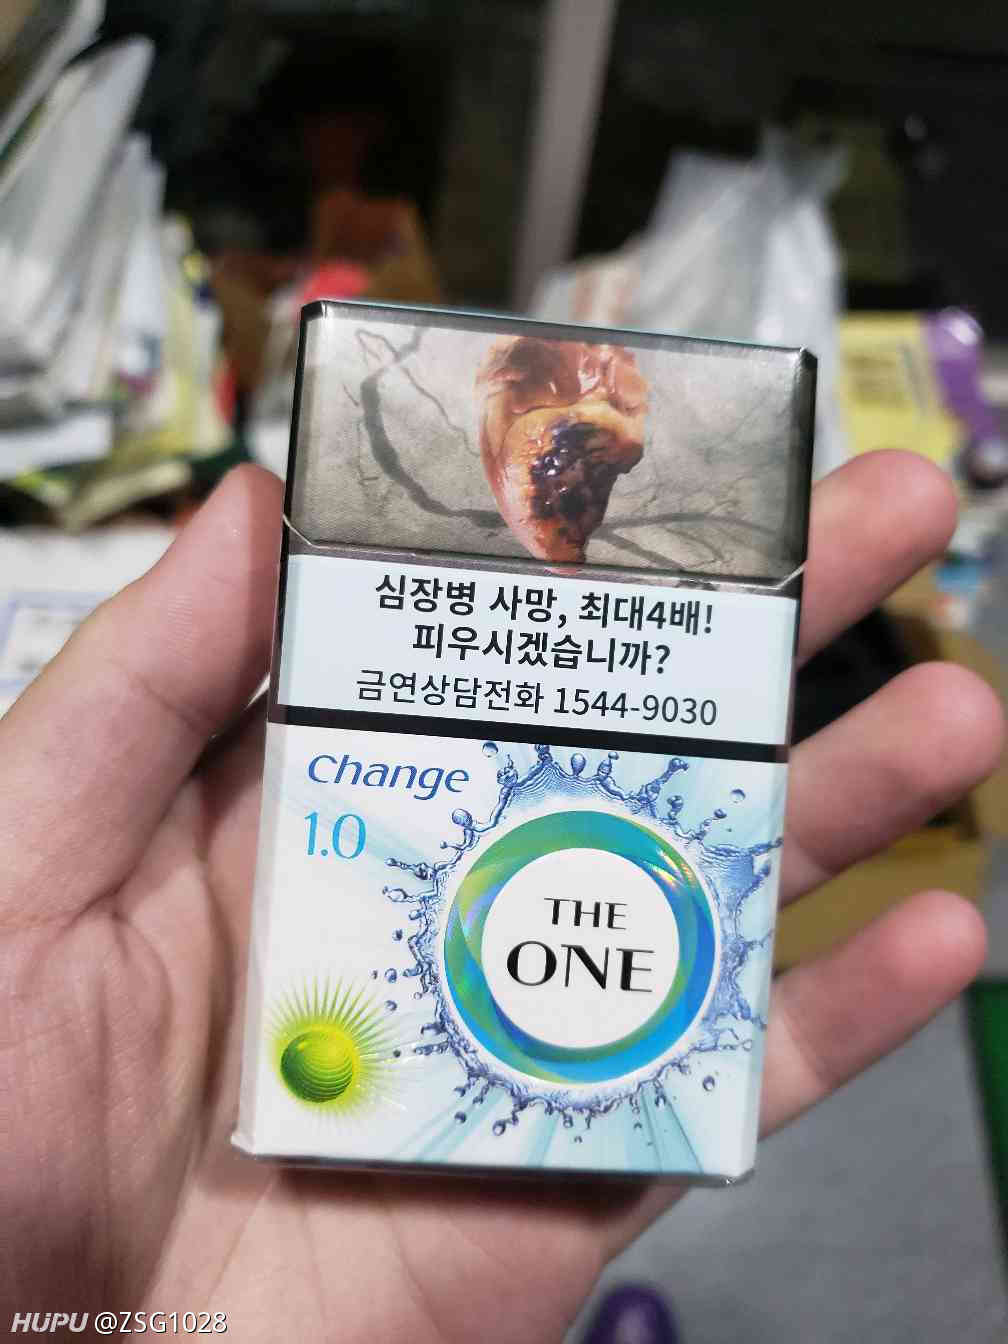 심장병 사망, 최대4배!
피우시겠습니까?
금연상담전화 1544-9030
Change
1.0
THE
ONE
HUPU @ZSG1028